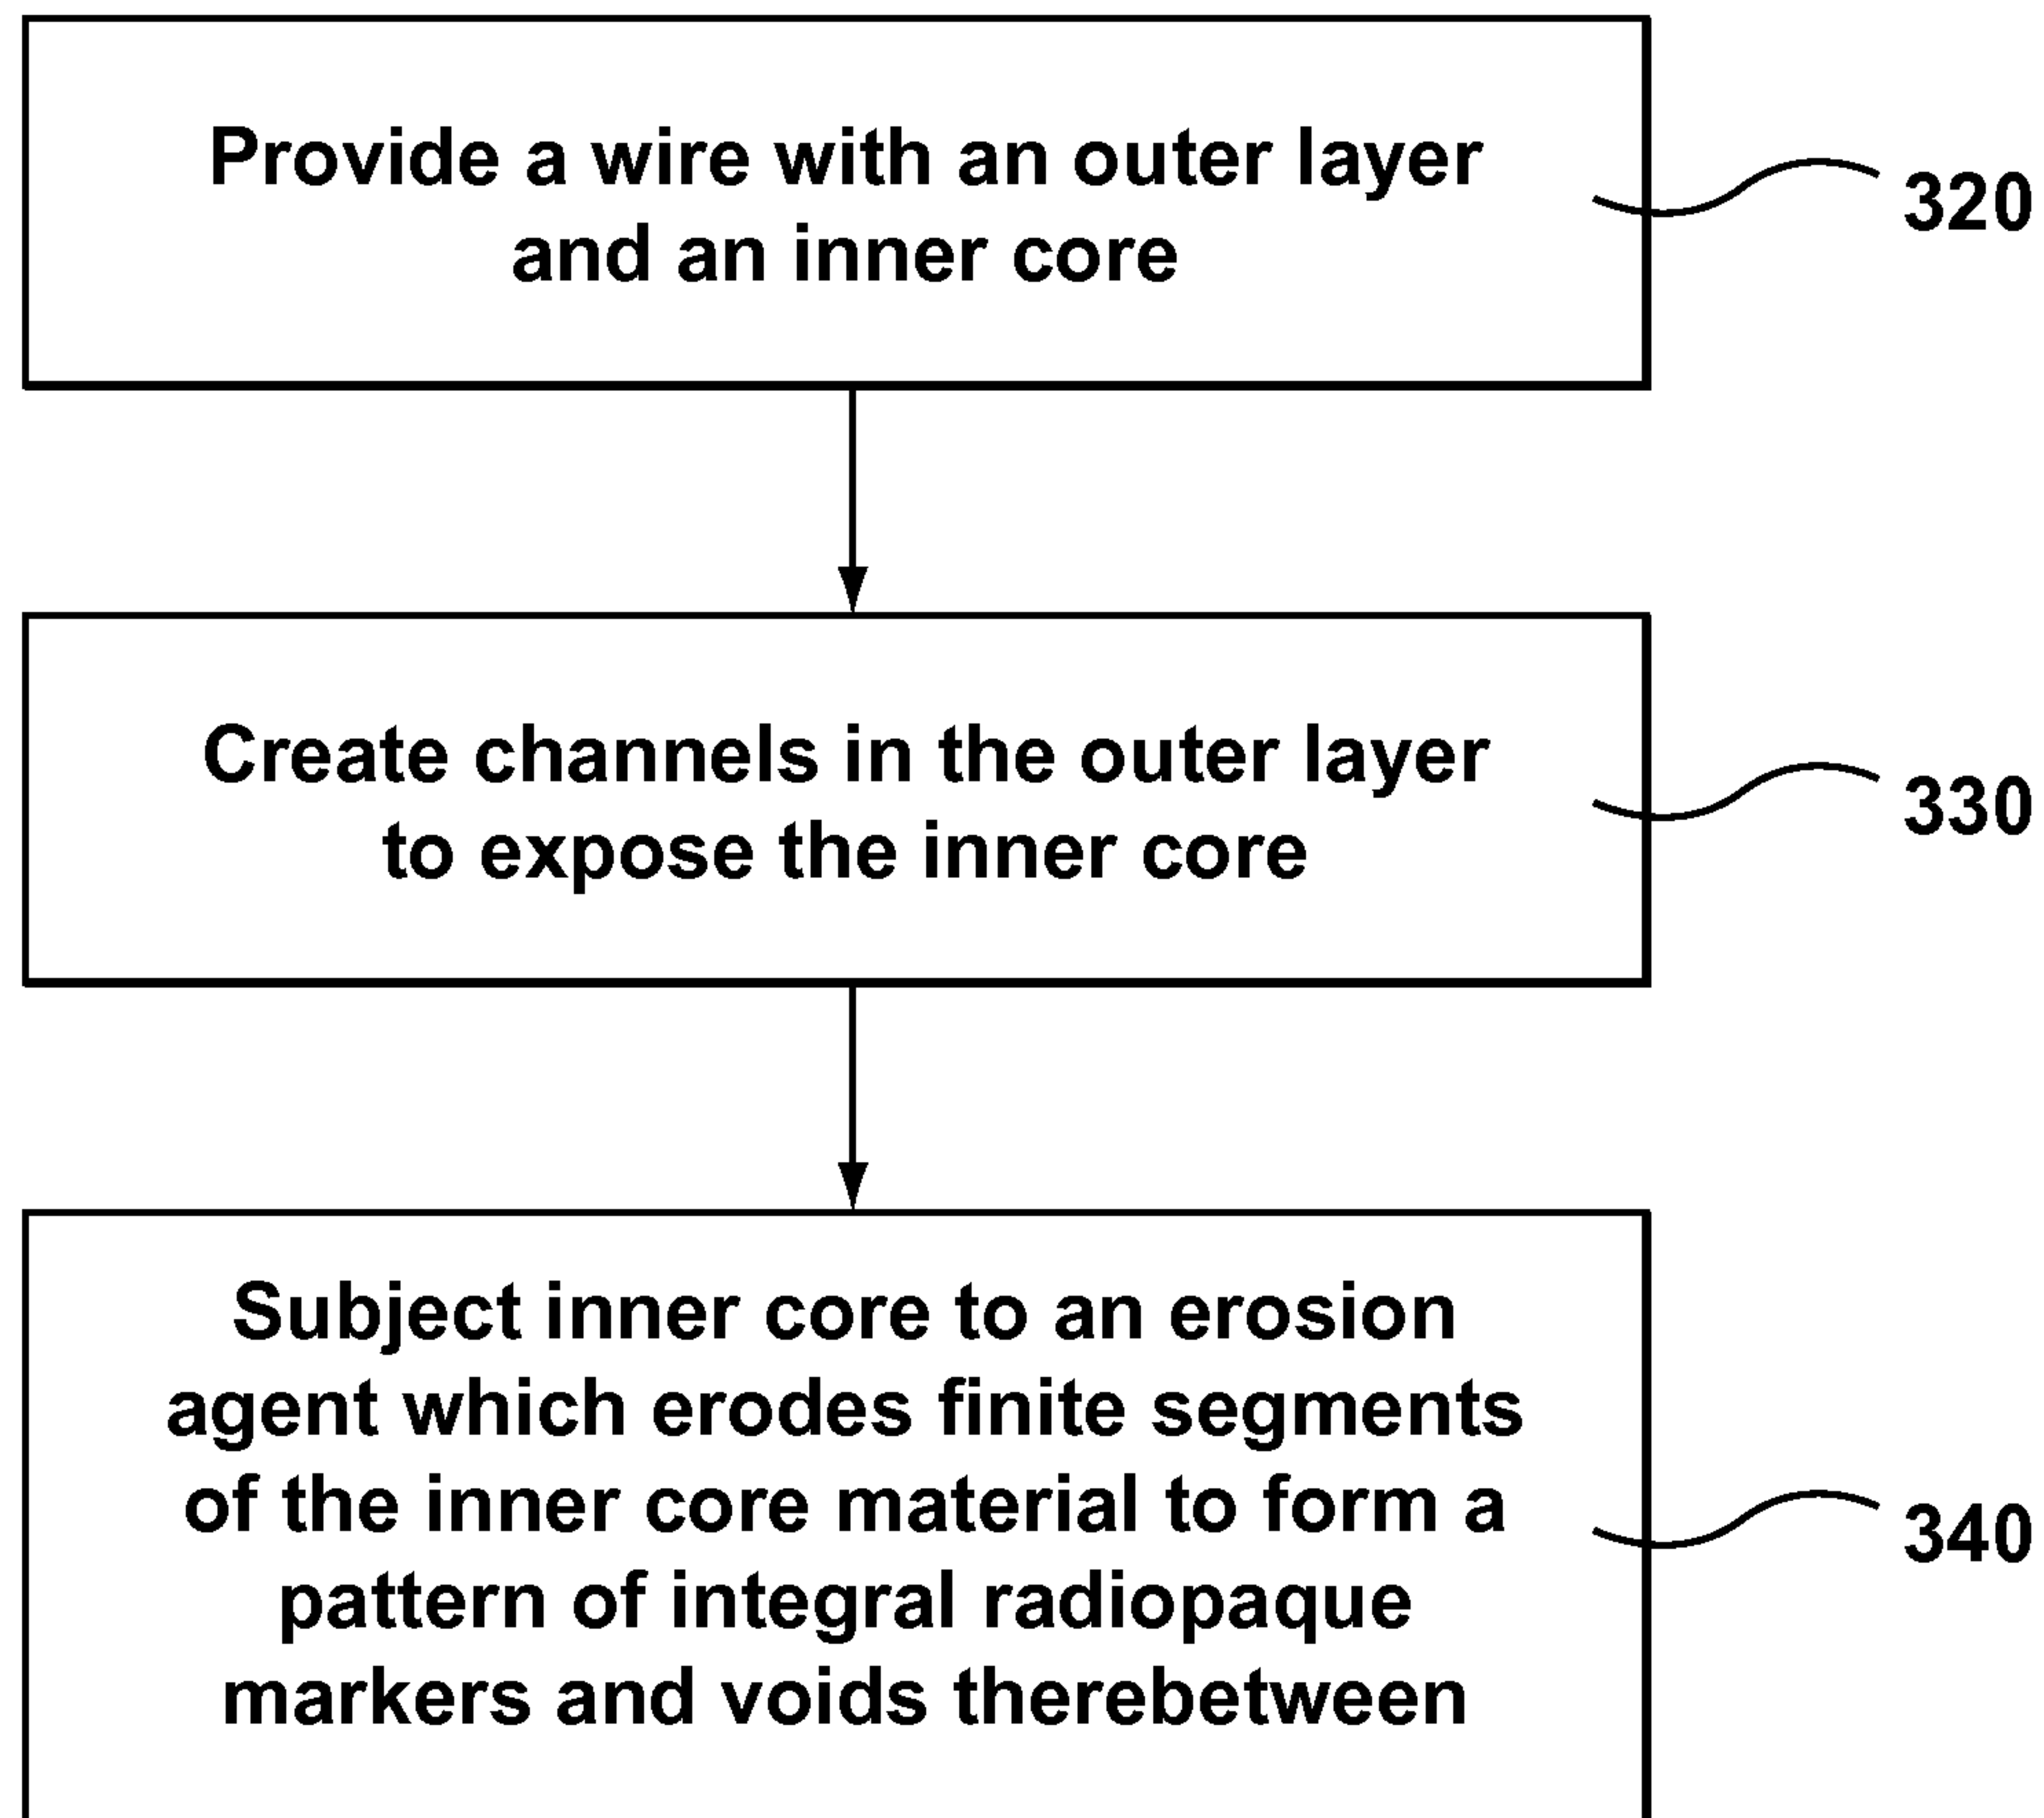 Provide a wire with an outer layer
and an inner core
320
Create channels in the outer layer
to expose the inner core
330
Subject inner core to an erosion
agent which erodes finite segments
of the inner core material to form a
pattern of integral radiopaque
markers and voids therebetween
340